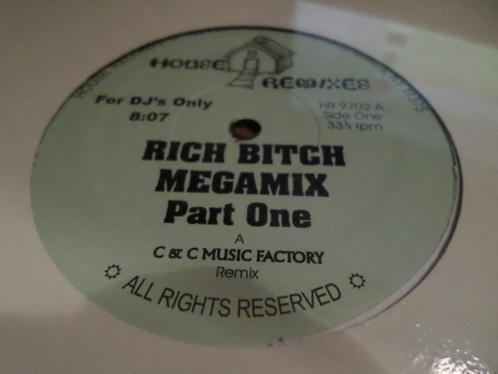 HOUSE REMIXES
For DJ's Only
8:07
HR 9702 A
Side One
33⅓ rpm
RICH BITCH
MEGAMIX
Part One
A
C & C MUSIC FACTORY
Remix
ALL RIGHTS RESERVED